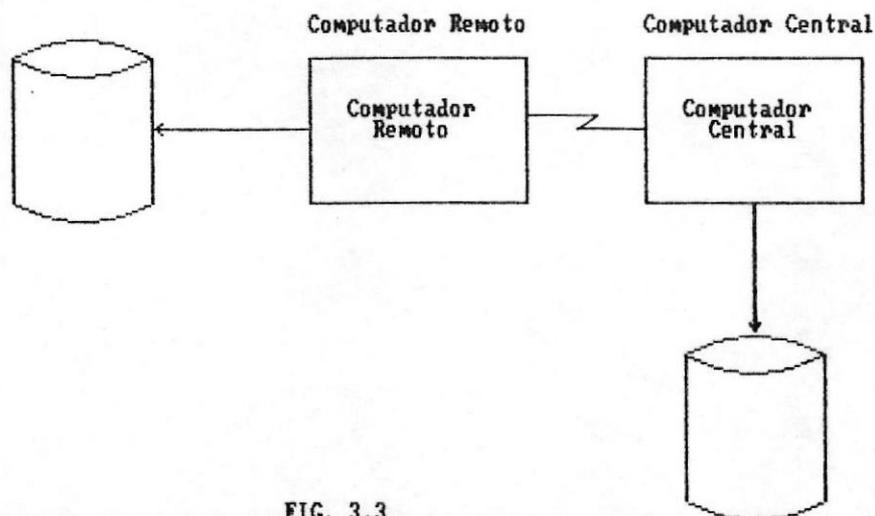 Computador Remoto
Computador Central
Computador
Remoto
Computador
Central
FIG. 3.3